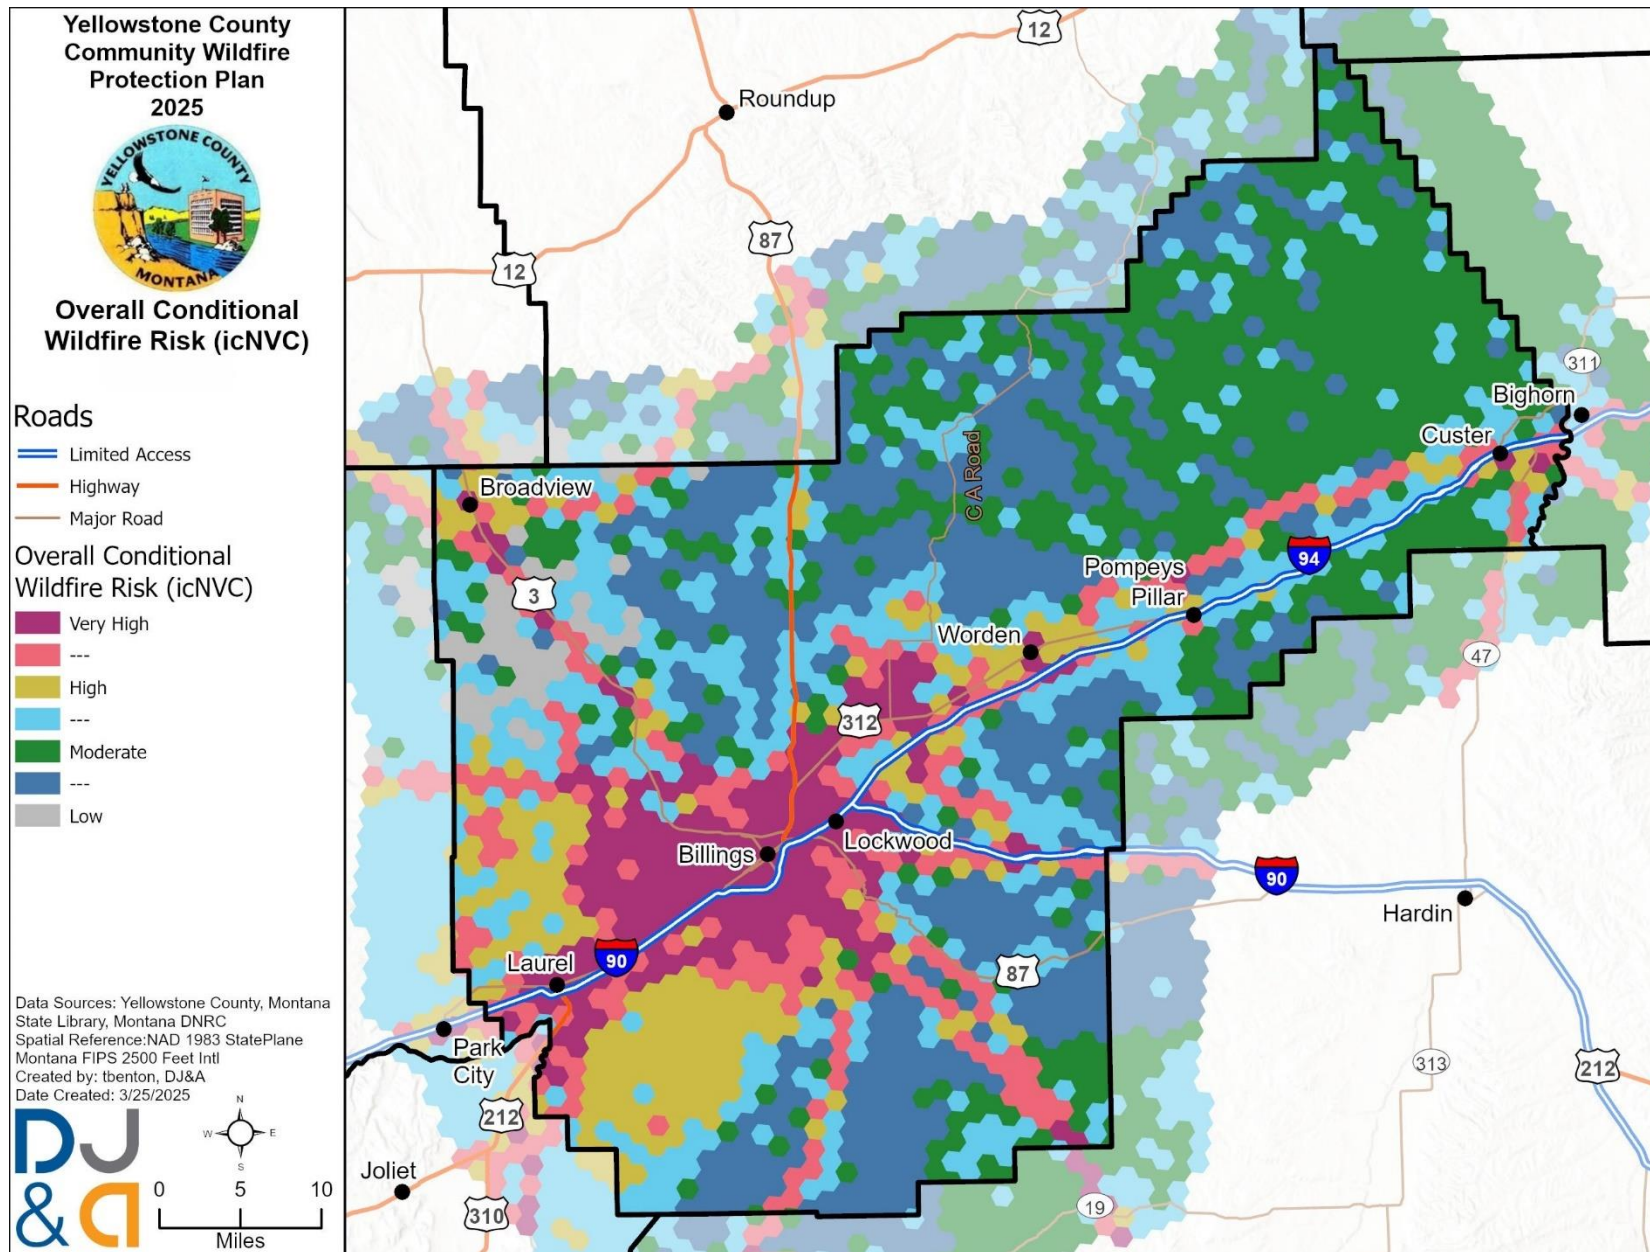 Yellowstone County
Community Wildfire
Protection Plan
2025
YELLOWSTONE COUNTY
MONTANA
Overall Conditional
Wildfire Risk (icNVC)
Roads
Limited Access
Highway
Major Road
Overall Conditional
Wildfire Risk (icNVC)
Very High
---
High
---
Moderate
---
Low
Data Sources: Yellowstone County, Montana
State Library, Montana DNRC
Spatial Reference:NAD 1983 StatePlane
Montana FIPS 2500 Feet Intl
Created by: tbenton, DJ&A
Date Created: 3/25/2025
DJ
&A
N
W E
S
0 5 10
Miles
12
Roundup
87
12
311
Bighorn
Custer
Broadview
C A Road
94
Pompeys
Pillar
3
Worden
47
312
Lockwood
Billings
90
Hardin
Laurel
90
87
Park
City
313
212
212
Joliet
310
19